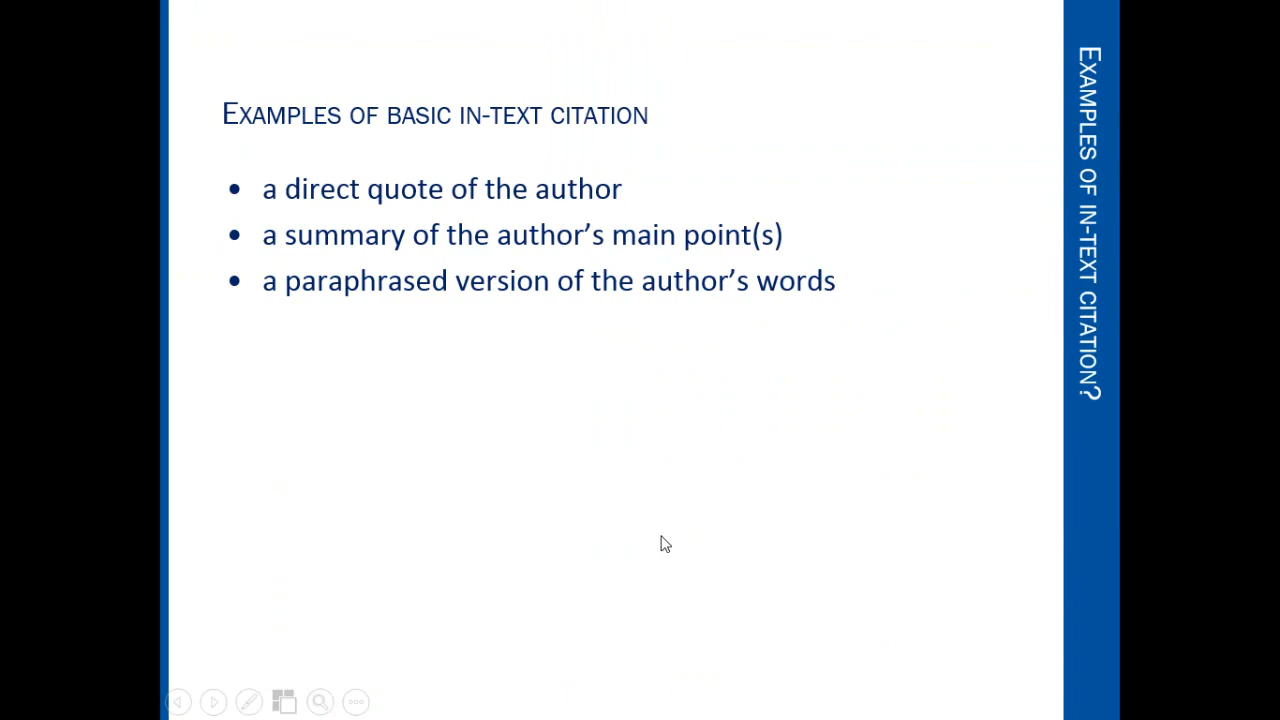 Examples of basic in-text citation
• a direct quote of the author
• a summary of the author’s main point(s)
• a paraphrased version of the author’s words
Examples of in-text citation?